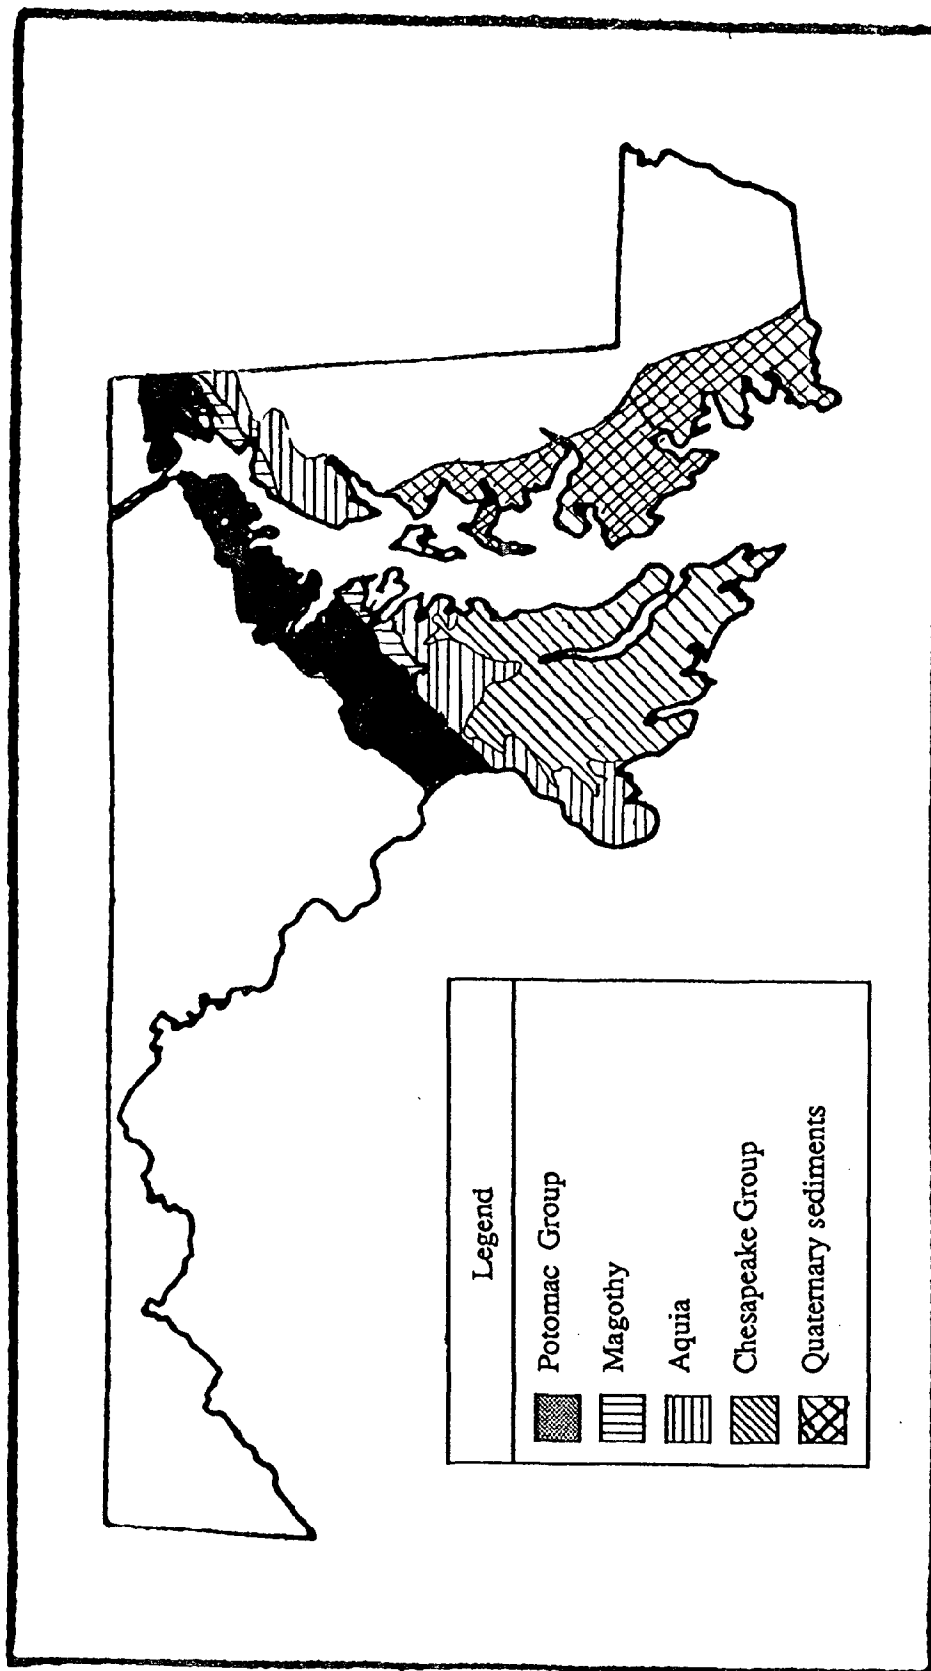 Legend
Potomac Group
Magothy
Aquia
Chesapeake Group
Quaternary sediments